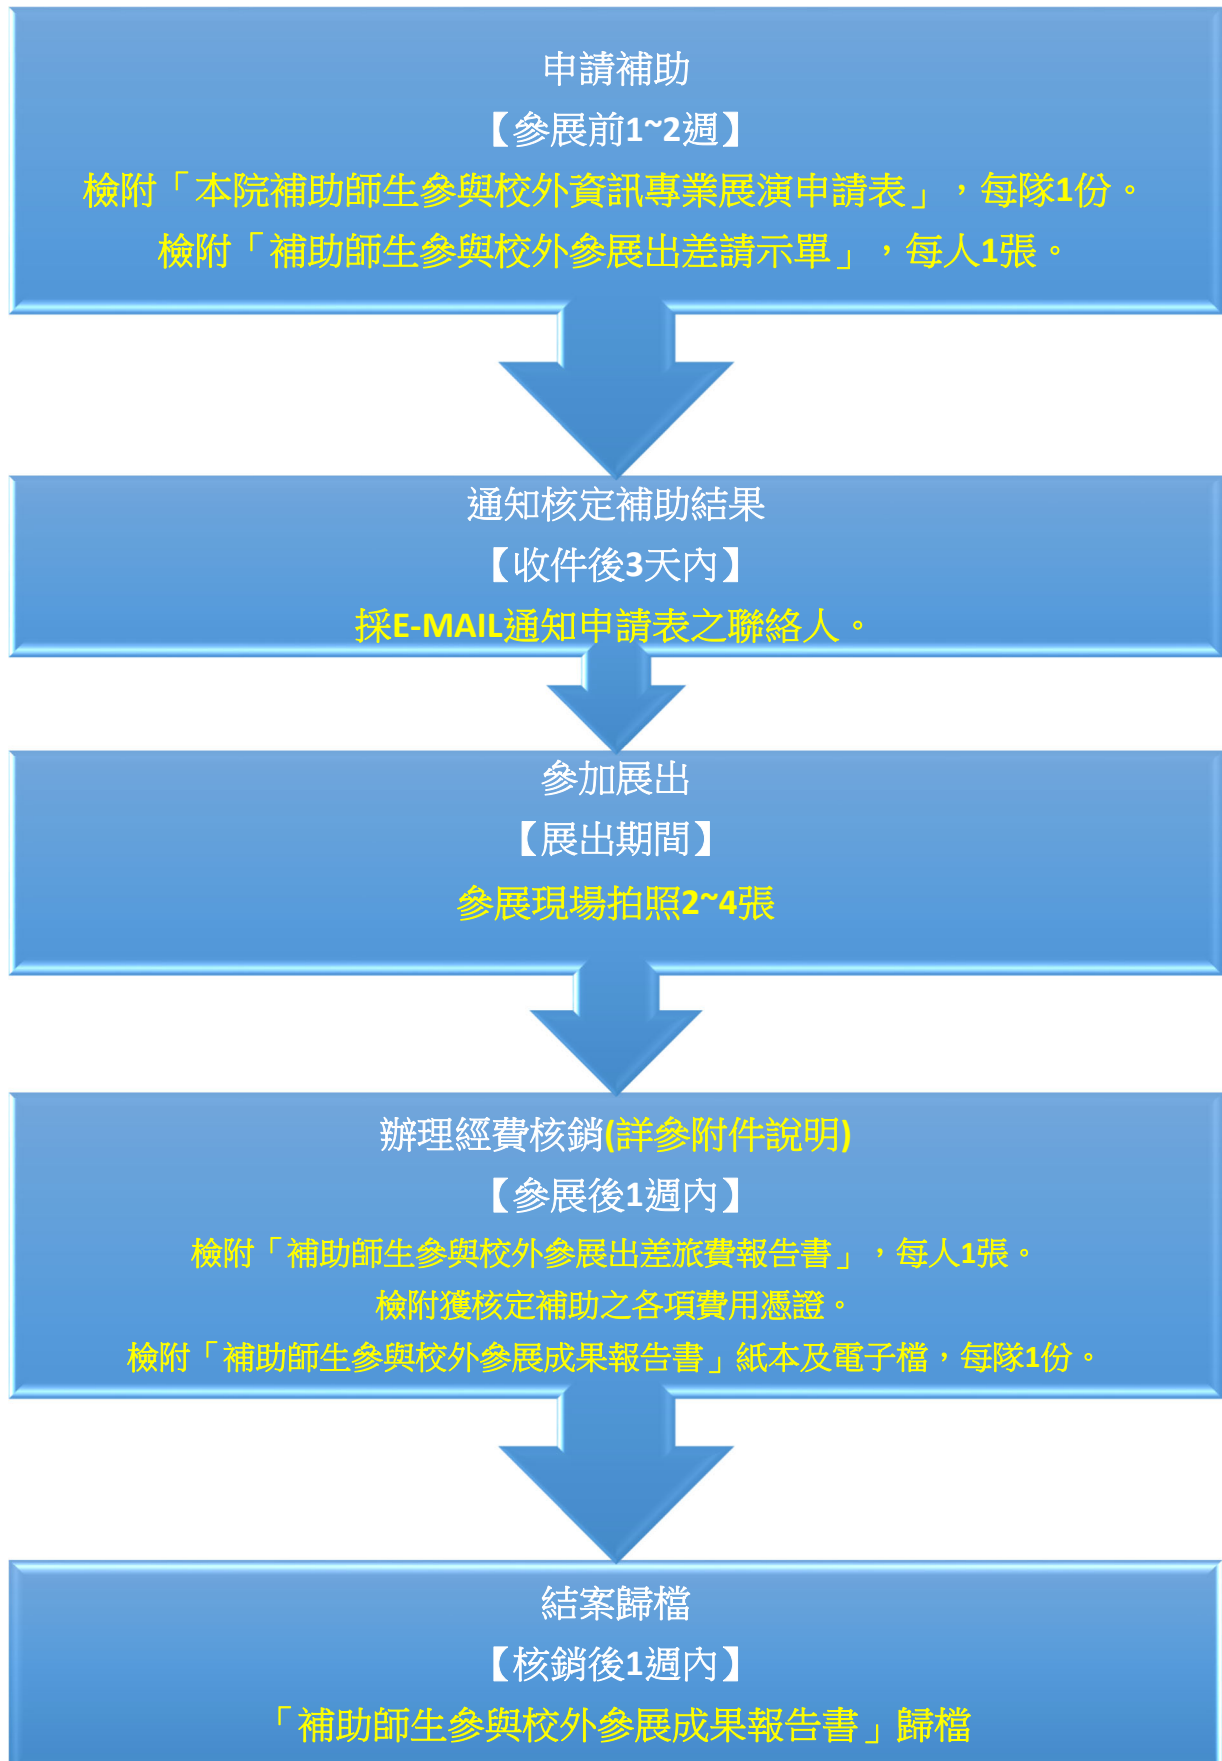 申請補助
【參展前1~2週】
檢附「本院補助師生參與校外資訊專業展演申請表」，每隊1份。
檢附「補助師生參與校外參展出差請示單」，每人1張。
通知核定補助結果
【收件後3天內】
採E-MAIL通知申請表之聯絡人。
參加展出
【展出期間】
參展現場拍照2~4張
辦理經費核銷(詳參附件說明)
【參展後1週內】
檢附「補助師生參與校外參展出差旅費報告書」，每人1張。
檢附獲核定補助之各項費用憑證。
檢附「補助師生參與校外參展成果報告書」紙本及電子檔，每隊1份。
結案歸檔
【核銷後1週內】
「補助師生參與校外參展成果報告書」歸檔